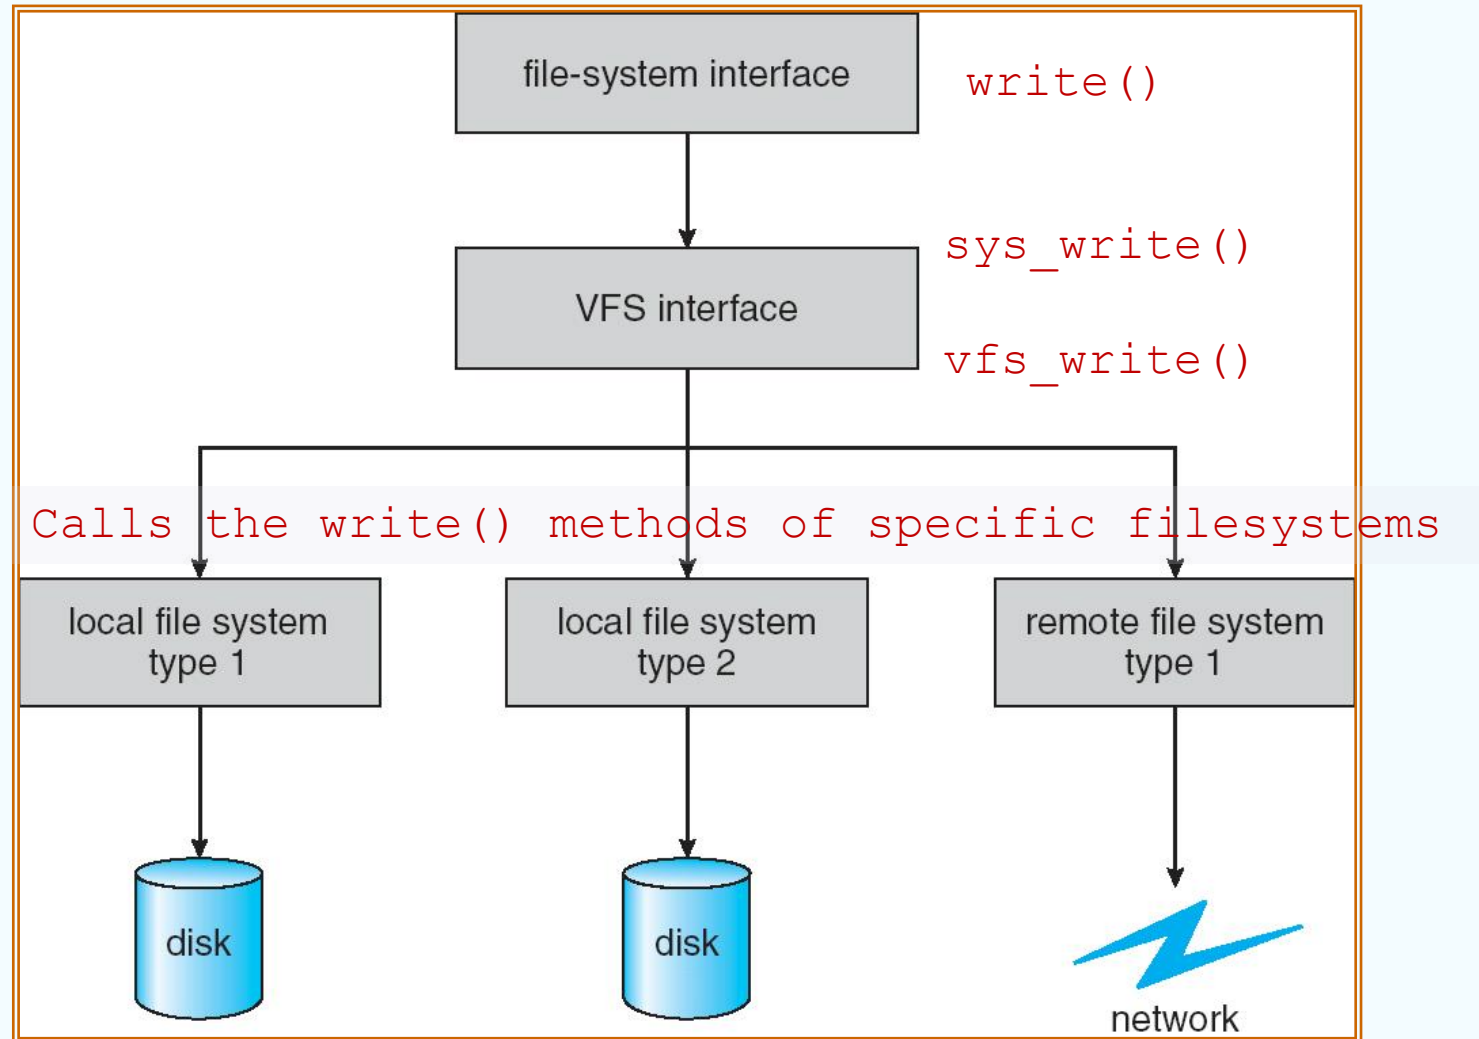 file-system interface
write()
sys_write()
VFS interface
vfs_write()
Calls the write() methods of specific filesystems
local file system
type 1
local file system
type 2
remote file system
type 1
disk
disk
network